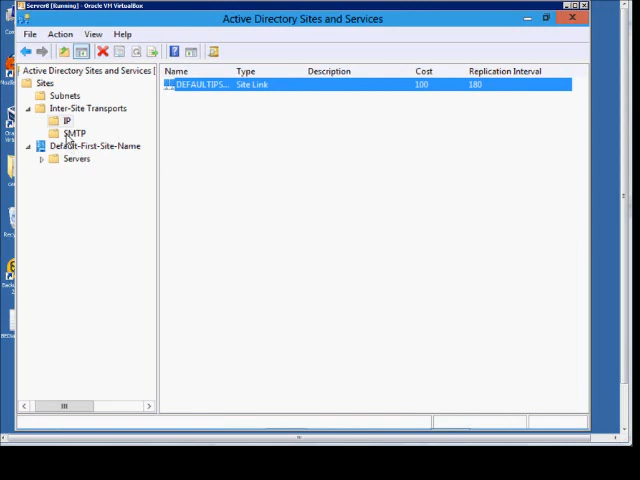 Server8 [Running] - Oracle VM VirtualBox
Active Directory Sites and Services
File Action View Help
Active Directory Sites and Services [
Name Type Description Cost Replication Interval
Sites
DEFAULTIPS... Site Link 100 180
Subnets
Inter-Site Transports
IP
SMTP
Default-First-Site-Name
Servers